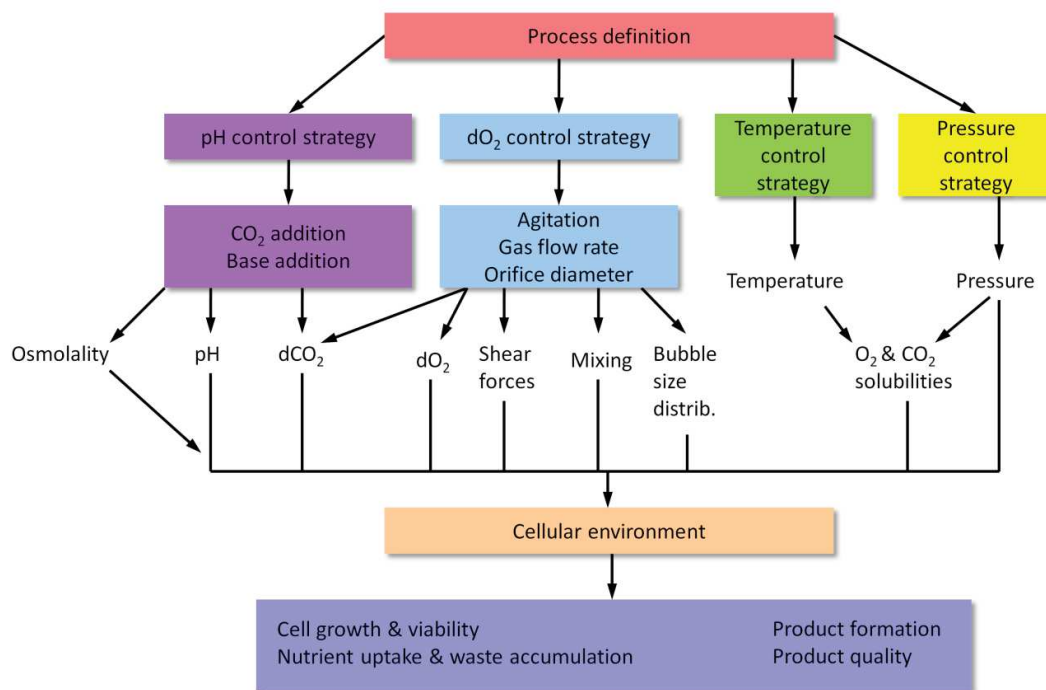 Process definition
pH control strategy
dO₂ control strategy
Temperature
control
strategy
Pressure
control
strategy
CO₂ addition
Base addition
Agitation
Gas flow rate
Orifice diameter
Temperature
Pressure
Osmolality
pH
dCO₂
dO₂
Shear
forces
Mixing
Bubble
size
distrib.
O₂ & CO₂
solubilities
Cellular environment
Cell growth & viability
Nutrient uptake & waste accumulation
Product formation
Product quality